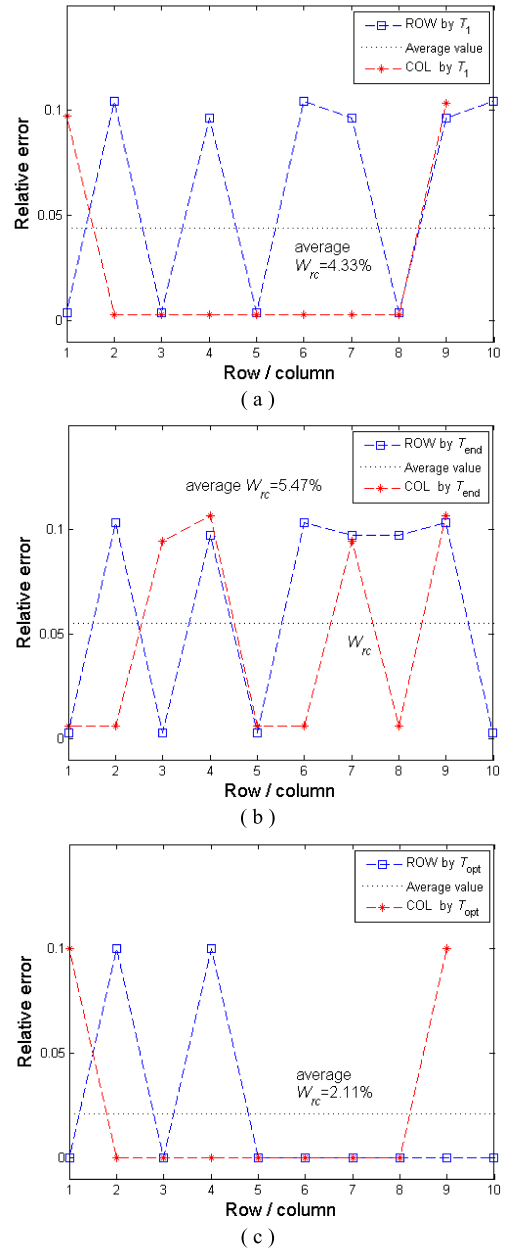 ROW by T1
Average value
COL by T1
0.1
0.05
0
Relative error
average
Wrc=4.33%
1 2 3 4 5 6 7 8 9 10
Row / column
( a )
ROW by Tend
Average value
COL by Tend
average Wrc=5.47%
0.1
0.05
0
Relative error
Wrc
1 2 3 4 5 6 7 8 9 10
Row / column
( b )
ROW by Topt
Average value
COL by Topt
0.1
0.05
0
Relative error
average
Wrc=2.11%
1 2 3 4 5 6 7 8 9 10
Row / column
( c )